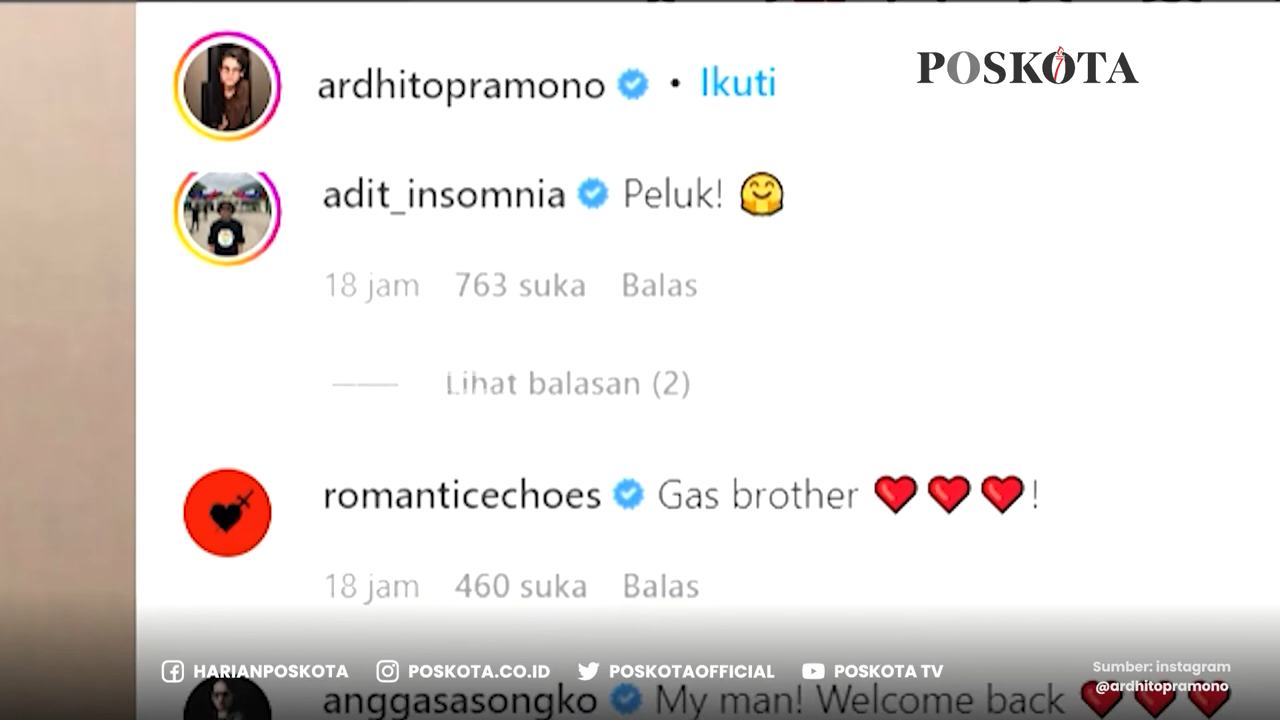 POSKOTA
ardhitopramono • Ikuti
adit_insomnia Peluk! 🤗
18 jam 763 suka Balas
Lihat balasan (2)
romanticechoes Gas brother ❤️❤️❤️!
18 jam 460 suka Balas
HARIANPOSKOTA POSKOTA.CO.ID POSKOTAOFFICIAL POSKOTA TV
Sumber: instagram
@ardhitopramono
anggasasongko My man! Welcome back ❤️❤️❤️